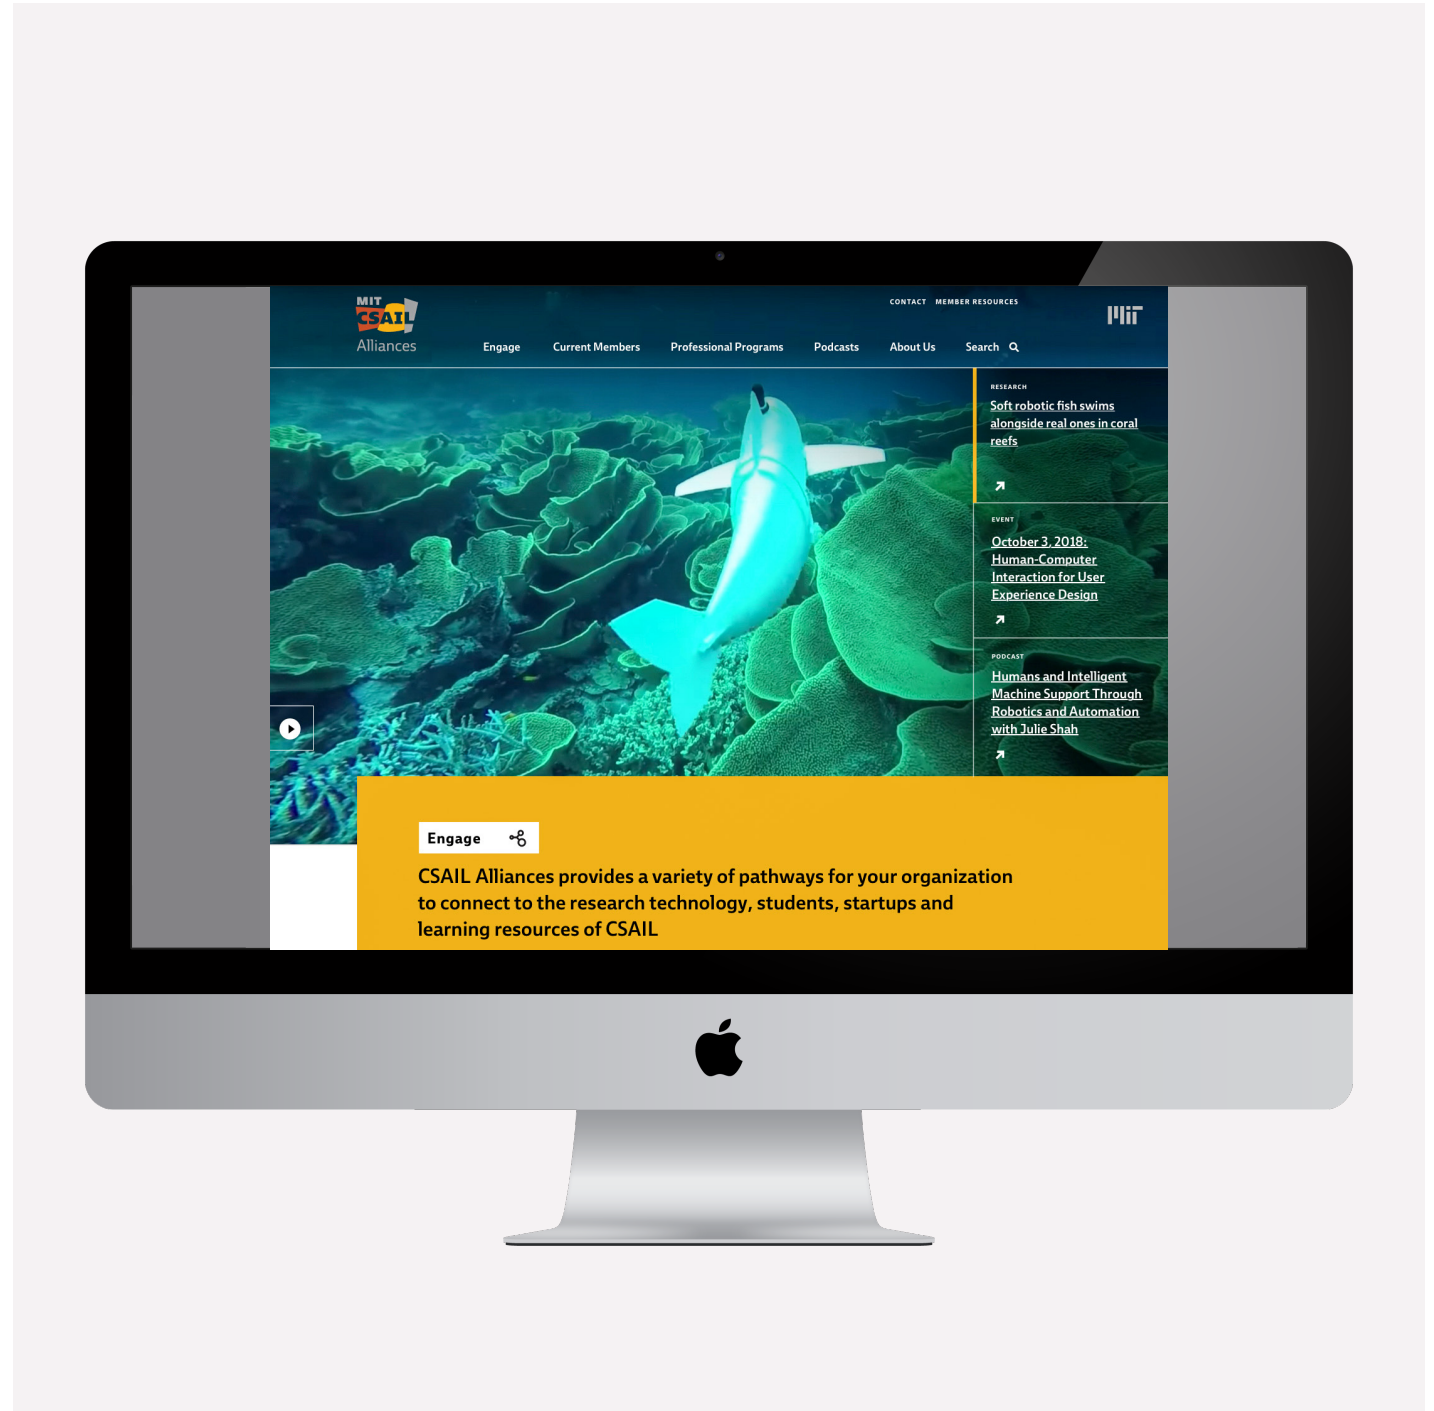 MIT
CSAIL
Alliances
CONTACT MEMBER RESOURCES
MIT
Engage Current Members Professional Programs Podcasts About Us Search
RESEARCH
Soft robotic fish swims
alongside real ones in coral
reefs
EVENT
October 3, 2018:
Human-Computer
Interaction for User
Experience Design
PODCAST
Humans and Intelligent
Machine Support Through
Robotics and Automation
with Julie Shah
Engage
CSAIL Alliances provides a variety of pathways for your organization
to connect to the research technology, students, startups and
learning resources of CSAIL